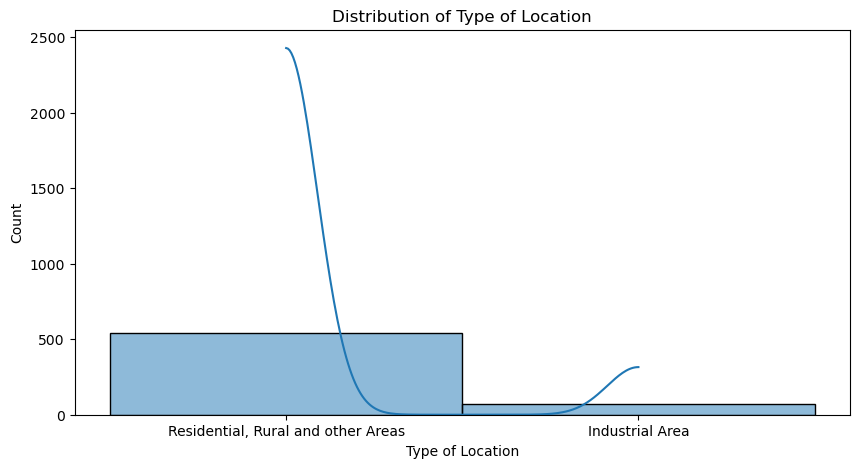 Distribution of Type of Location
2500
2000
1500
1000
500
0
Count
Residential, Rural and other Areas
Industrial Area
Type of Location